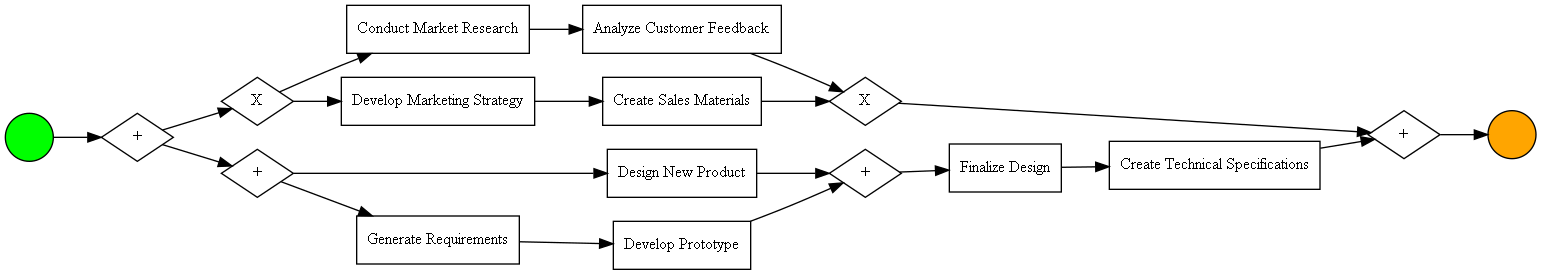 Conduct Market Research
Analyze Customer Feedback
X
Develop Marketing Strategy
Create Sales Materials
X
+
+
+
Design New Product
+
Finalize Design
Create Technical Specifications
Generate Requirements
Develop Prototype